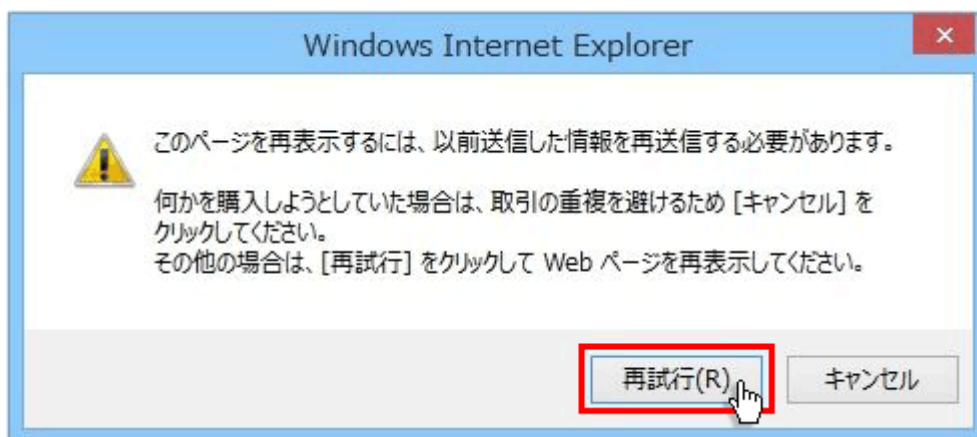 Windows Internet Explorer
このページを再表示するには、以前送信した情報を再送信する必要があります。
何かを購入しようとしていた場合は、取引の重複を避けるため [キャンセル] を
クリックしてください。
その他の場合は、[再試行] をクリックして Web ページを再表示してください。
再試行(R)
キャンセル